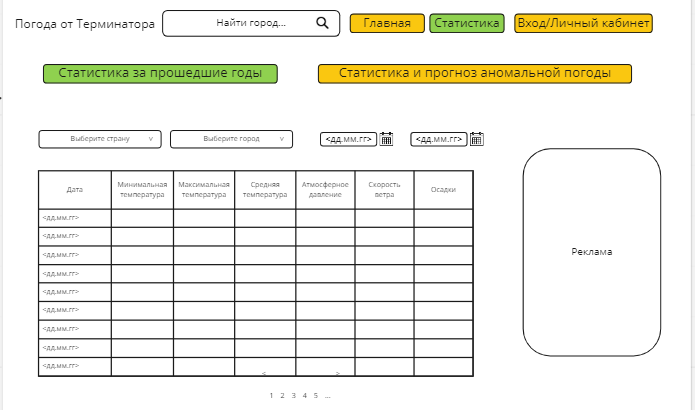 Погода от Терминатора
Найти город...
Главная
Статистика
Вход/Личный кабинет
Статистика за прошедшие годы
Статистика и прогноз аномальной погоды
Выберите страну v
Выберите город v
<дд.мм.гг>
<дд.мм.гг>
Дата
Минимальная
температура
Максимальная
температура
Средняя
температура
Атмосферное
давление
Скорость
ветра
Осадки
<дд.мм.гг>
<дд.мм.гг>
<дд.мм.гг>
<дд.мм.гг>
<дд.мм.гг>
<дд.мм.гг>
<дд.мм.гг>
<дд.мм.гг>
<дд.мм.гг>
< >
1 2 3 4 5 ...
Реклама